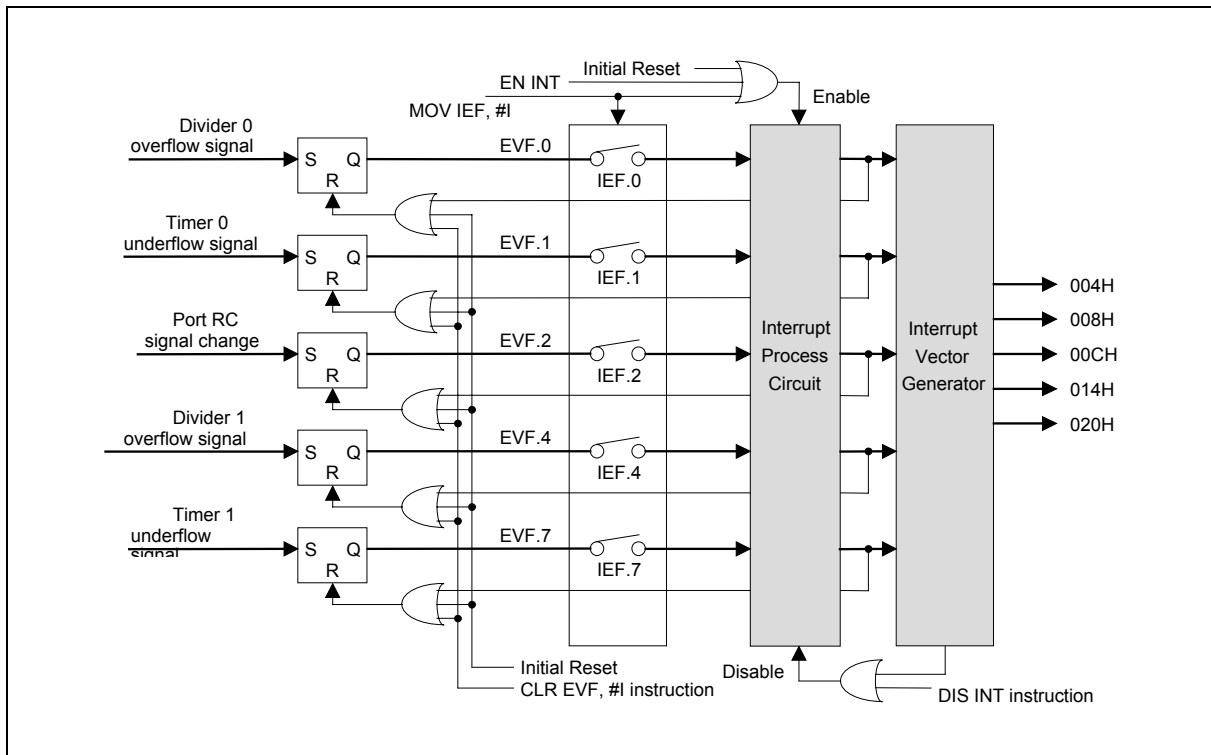 Initial Reset
EN INT
MOV IEF, #I
Enable
Divider 0
overflow signal
S Q
R
EVF.0
IEF.0
Timer 0
underflow signal
S Q
R
EVF.1
IEF.1
Port RC
signal change
S Q
R
EVF.2
IEF.2
Divider 1
overflow signal
S Q
R
EVF.4
IEF.4
Timer 1
underflow
signal
S Q
R
EVF.7
IEF.7
Interrupt
Process
Circuit
Interrupt
Vector
Generator
004H
008H
00CH
014H
020H
Initial Reset
CLR EVF, #I instruction
Disable
DIS INT instruction